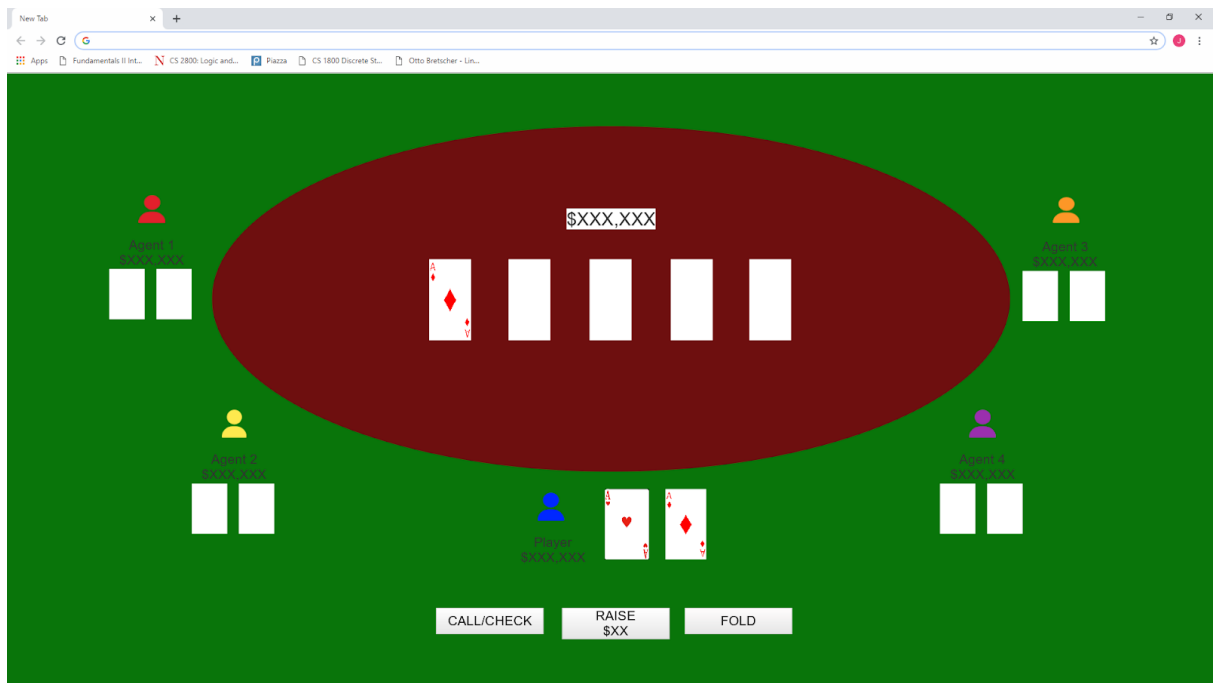 New Tab
Apps Fundamentals II Int... CS 2800: Logic and... Piazza CS 1800 Discrete St... Otto Bretscher - Lin...
$XXX,XXX
Agent 1
$XXX,XXX
Agent 3
$XXX,XXX
A
A
Agent 2
$XXX,XXX
Agent 4
$XXX,XXX
Player
$XXX,XXX
A
A
A
A
CALL/CHECK
RAISE
$XX
FOLD